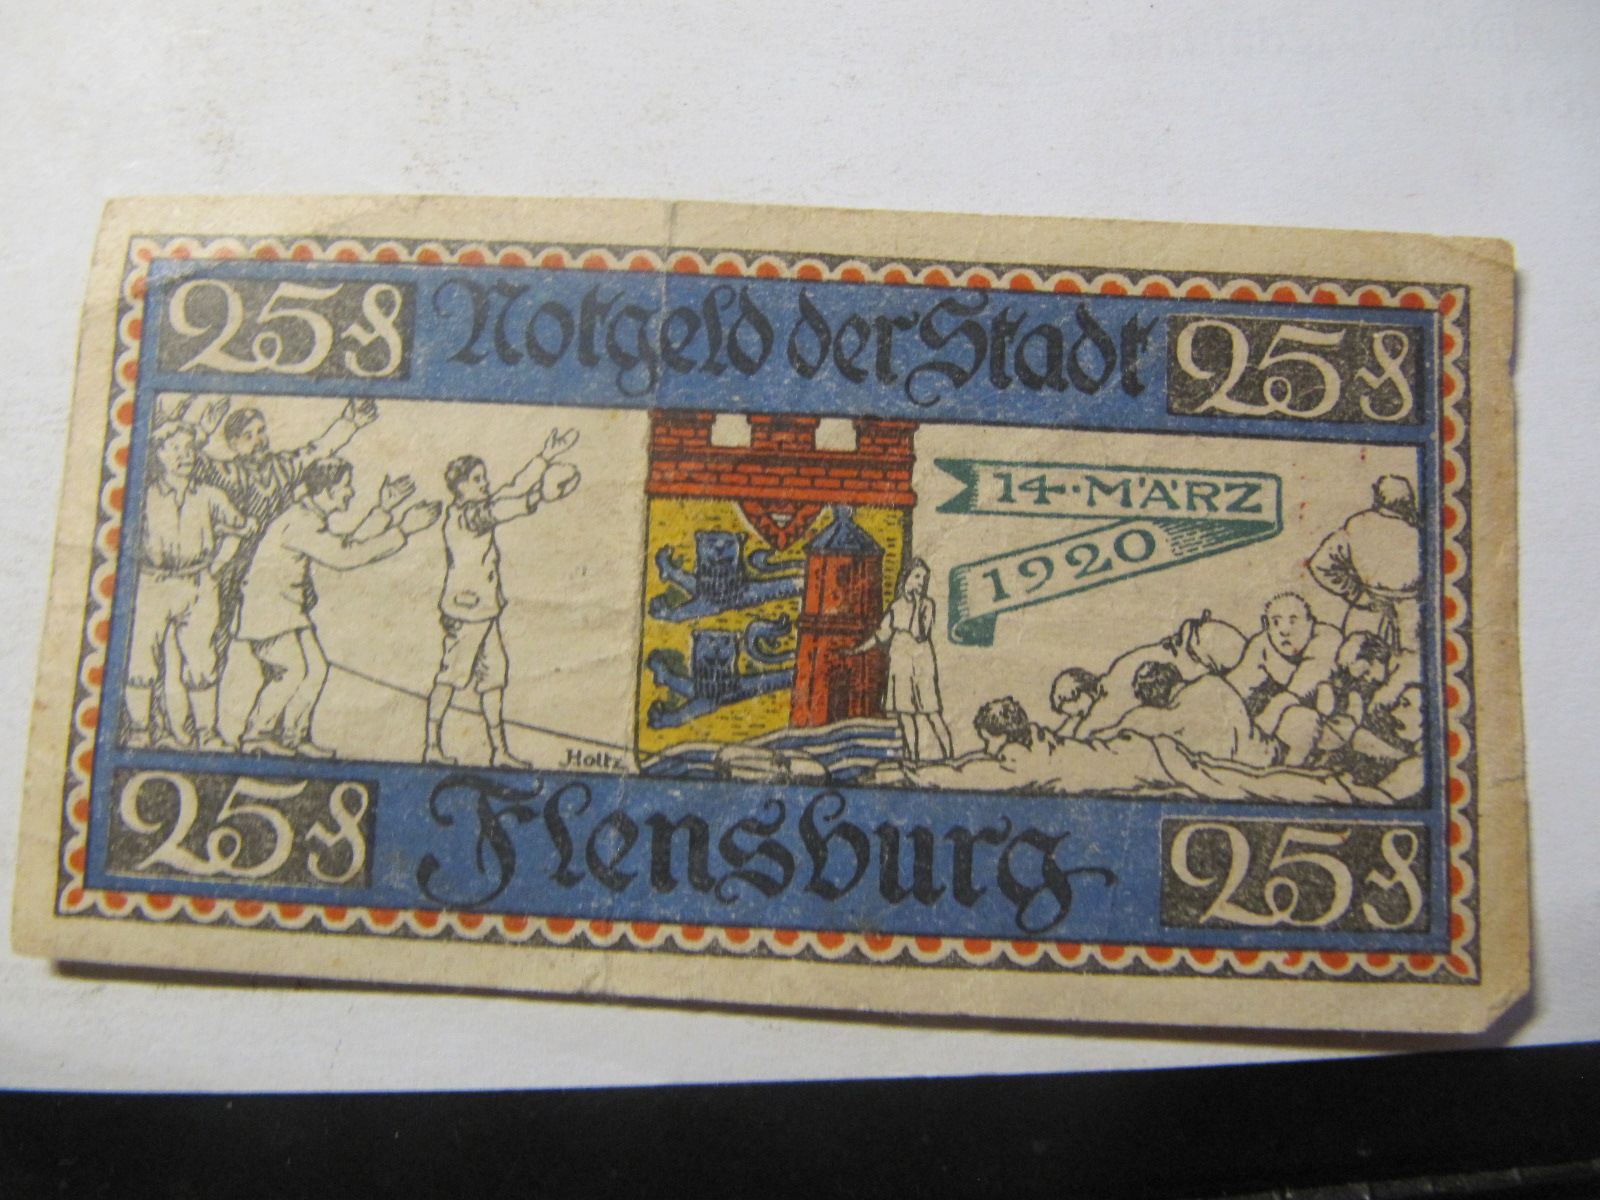 25 ₰ Notgeld der Stadt 25 ₰
14·MÄRZ
1920
Holtz
25 ₰ Flensburg 25 ₰